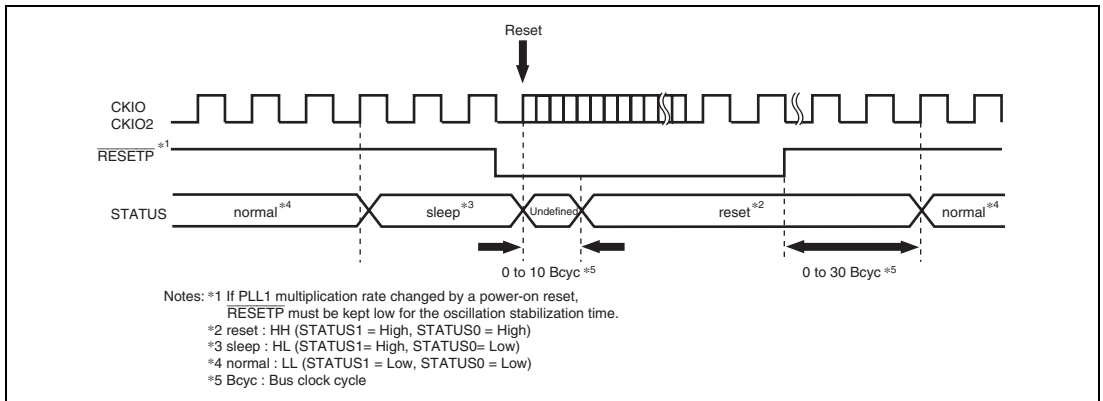 Reset
CKIO
CKIO2
RESETP *1
STATUS
normal*4
sleep*3
Undefined
reset*2
normal*4
0 to 10 Bcyc *5
0 to 30 Bcyc *5
Notes: *1 If PLL1 multiplication rate changed by a power-on reset,
RESETP must be kept low for the oscillation stabilization time.
*2 reset : HH (STATUS1 = High, STATUS0 = High)
*3 sleep : HL (STATUS1= High, STATUS0= Low)
*4 normal : LL (STATUS1 = Low, STATUS0 = Low)
*5 Bcyc : Bus clock cycle